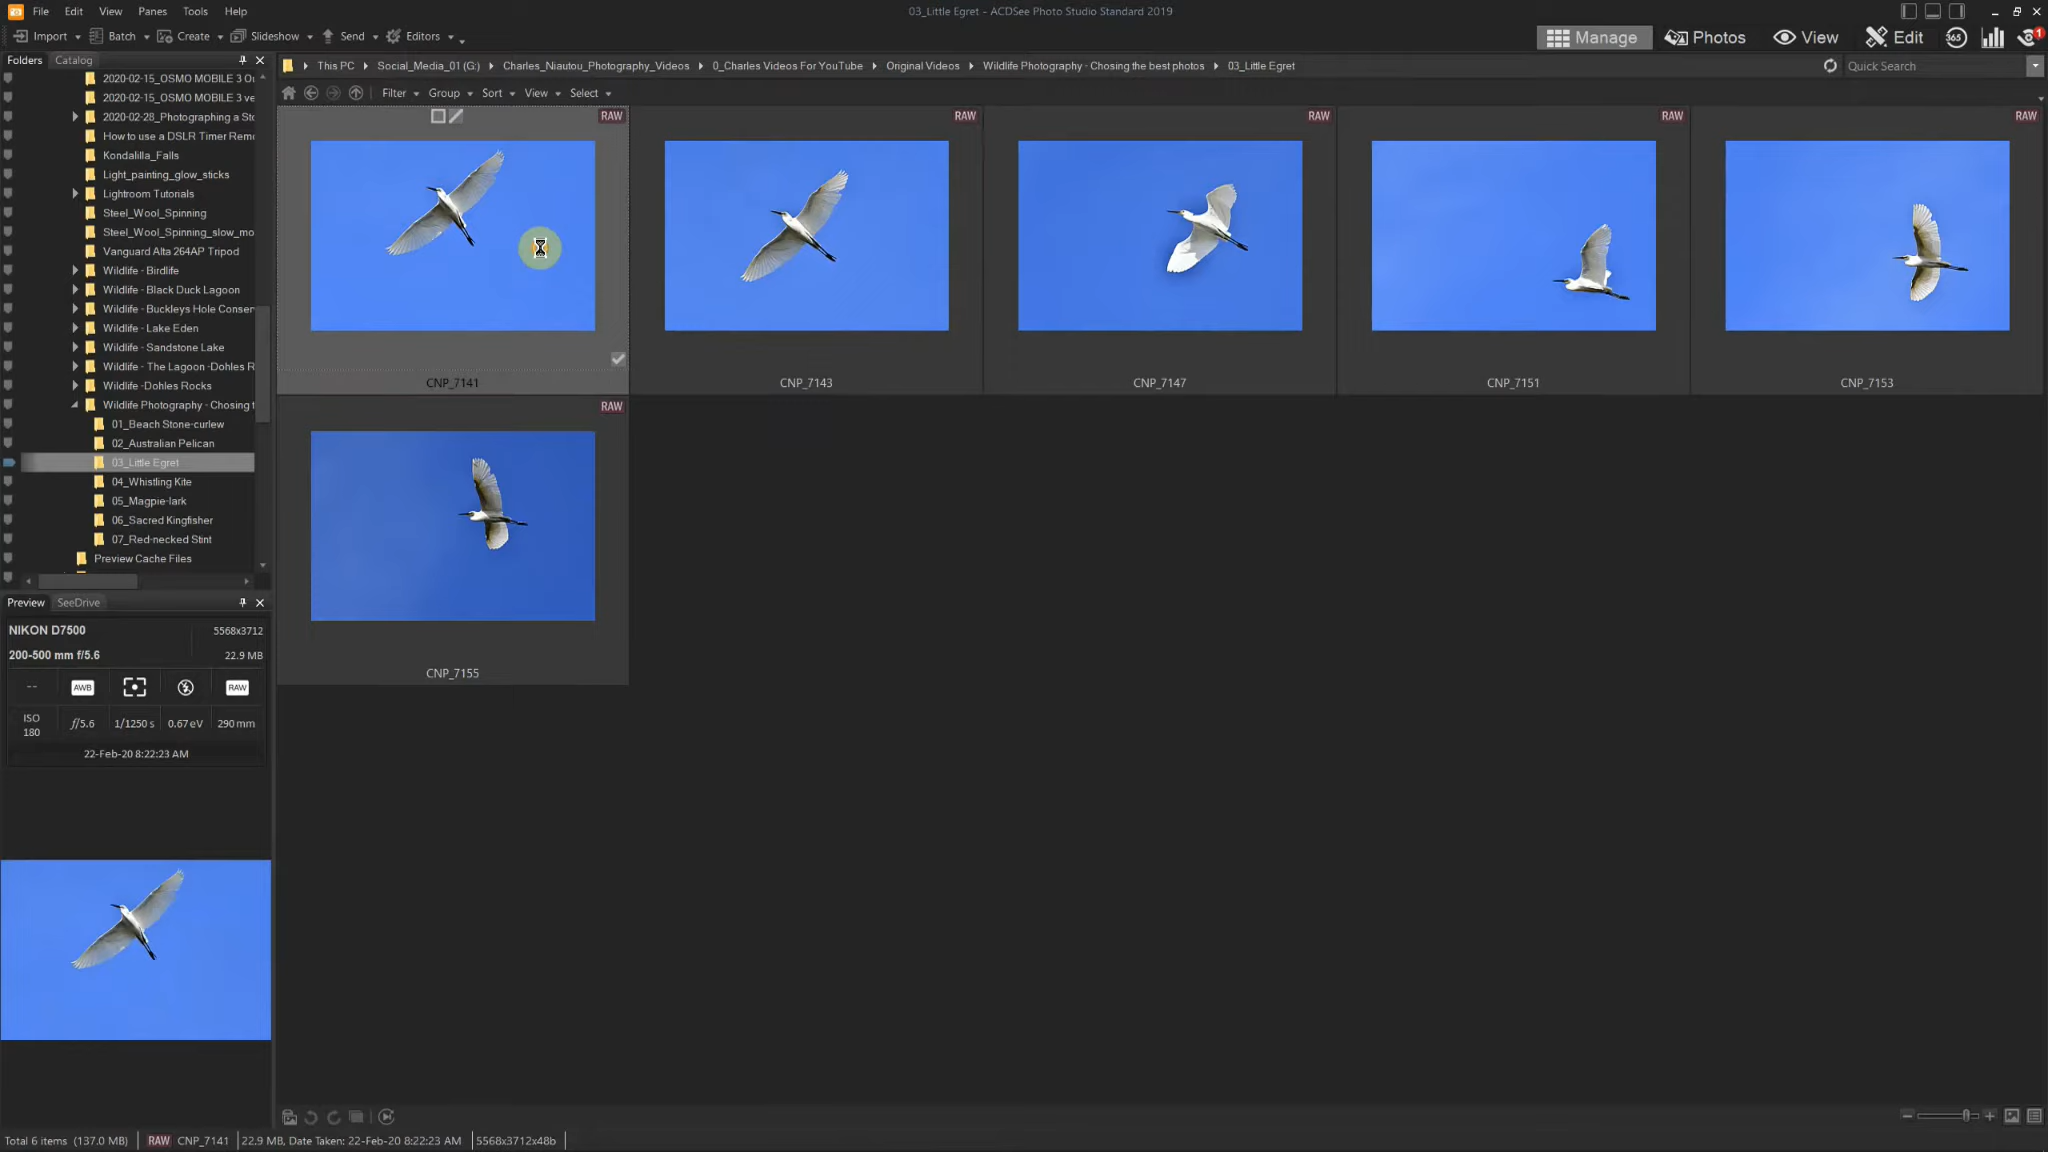 File Edit View Panes Tools Help
03_Little Egret - ACDSee Photo Studio Standard 2019
Import Batch Create Slideshow Send Editors
Manage Photos View Edit 365 1
Folders Catalog
This PC Social_Media_01 (G:) Charles_Niautou_Photography_Videos 0_Charles Videos For YouTube Original Videos Wildlife Photography - Chosing the best photos 03_Little Egret
Quick Search
Filter Group Sort View Select
2020-02-15_OSMO MOBILE 3 O
2020-02-15_OSMO MOBILE 3 ve
2020-02-28_Photographing a Sto
How to use a DSLR Timer Remo
Kondalilla_Falls
Light_painting_glow_sticks
Lightroom Tutorials
Steel_Wool_Spinning
Steel_Wool_Spinning_slow_mo
Vanguard Alta 264AP Tripod
Wildlife - Birdlife
Wildlife - Black Duck Lagoon
Wildlife - Buckleys Hole Conser
Wildlife - Lake Eden
Wildlife - Sandstone Lake
Wildlife - The Lagoon -Dohles R
Wildlife -Dohles Rocks
Wildlife Photography - Chosing t
01_Beach Stone-curlew
02_Australian Pelican
03_Little Egret
04_Whistling Kite
05_Magpie-lark
06_Sacred Kingfisher
07_Red-necked Stint
Preview Cache Files
RAW RAW RAW RAW RAW
CNP_7141 CNP_7143 CNP_7147 CNP_7151 CNP_7153
RAW
CNP_7155
Preview SeeDrive
NIKON D7500 5568x3712
200-500 mm f/5.6 22.9 MB
-- AWB RAW
ISO 180 f/5.6 1/1250 s 0.67 eV 290 mm
22-Feb-20 8:22:23 AM
Total 6 items (137.0 MB) RAW CNP_7141 22.9 MB, Date Taken: 22-Feb-20 8:22:23 AM 5568x3712x48b